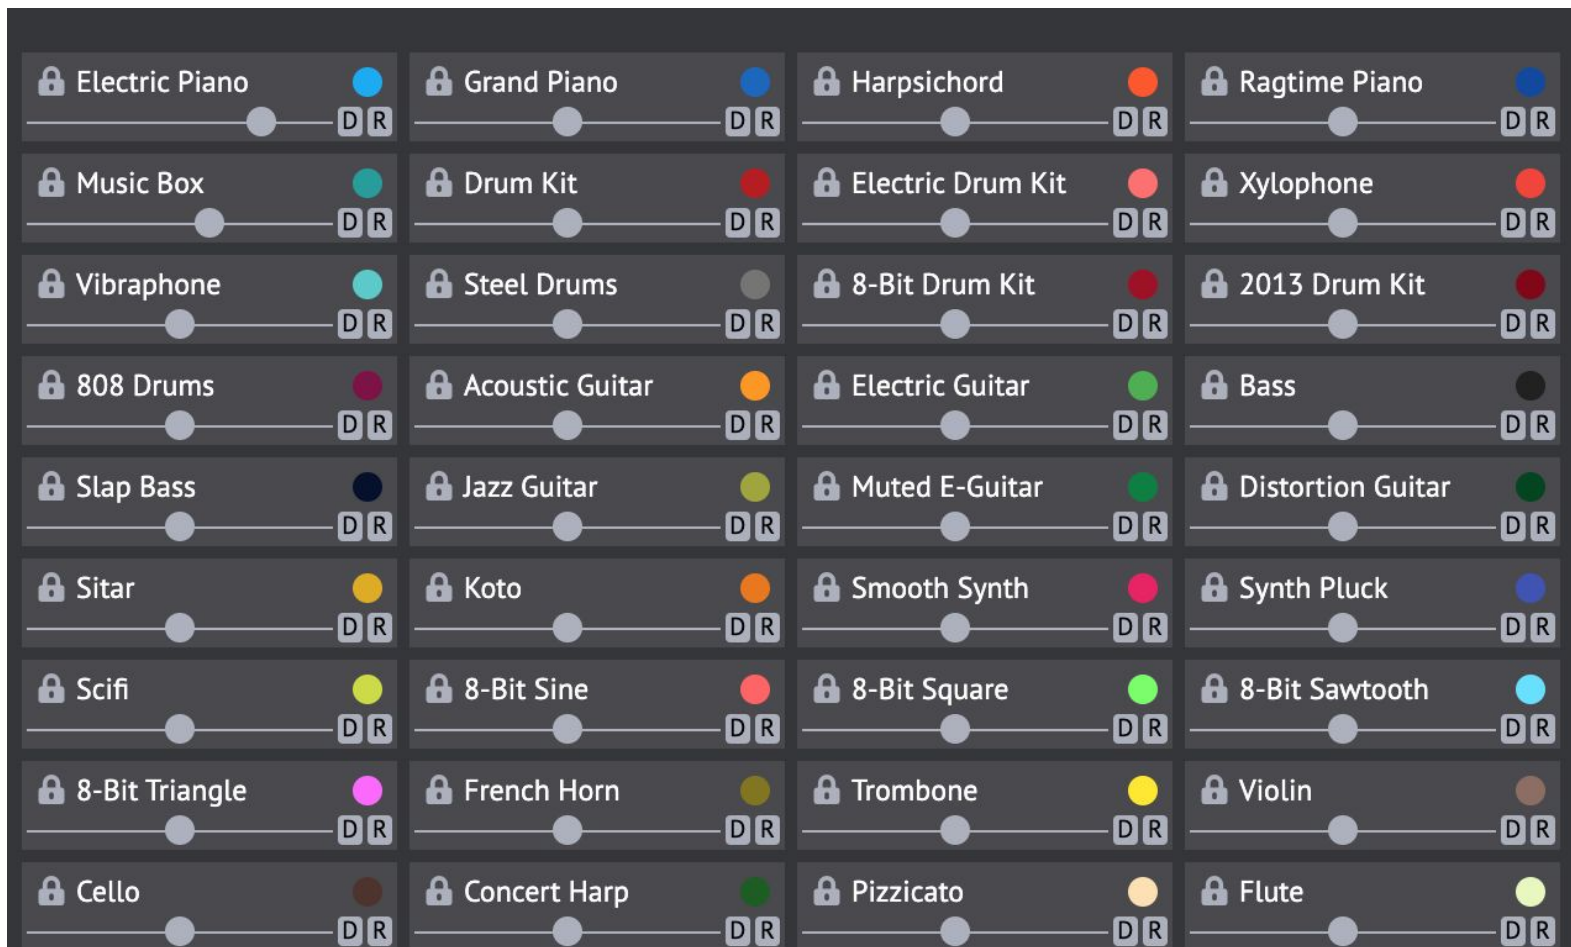 Electric Piano Grand Piano Harpsichord Ragtime Piano
D R D R D R D R
Music Box Drum Kit Electric Drum Kit Xylophone
D R D R D R D R
Vibraphone Steel Drums 8-Bit Drum Kit 2013 Drum Kit
D R D R D R D R
808 Drums Acoustic Guitar Electric Guitar Bass
D R D R D R D R
Slap Bass Jazz Guitar Muted E-Guitar Distortion Guitar
D R D R D R D R
Sitar Koto Smooth Synth Synth Pluck
D R D R D R D R
Scifi 8-Bit Sine 8-Bit Square 8-Bit Sawtooth
D R D R D R D R
8-Bit Triangle French Horn Trombone Violin
D R D R D R D R
Cello Concert Harp Pizzicato Flute
D R D R D R D R